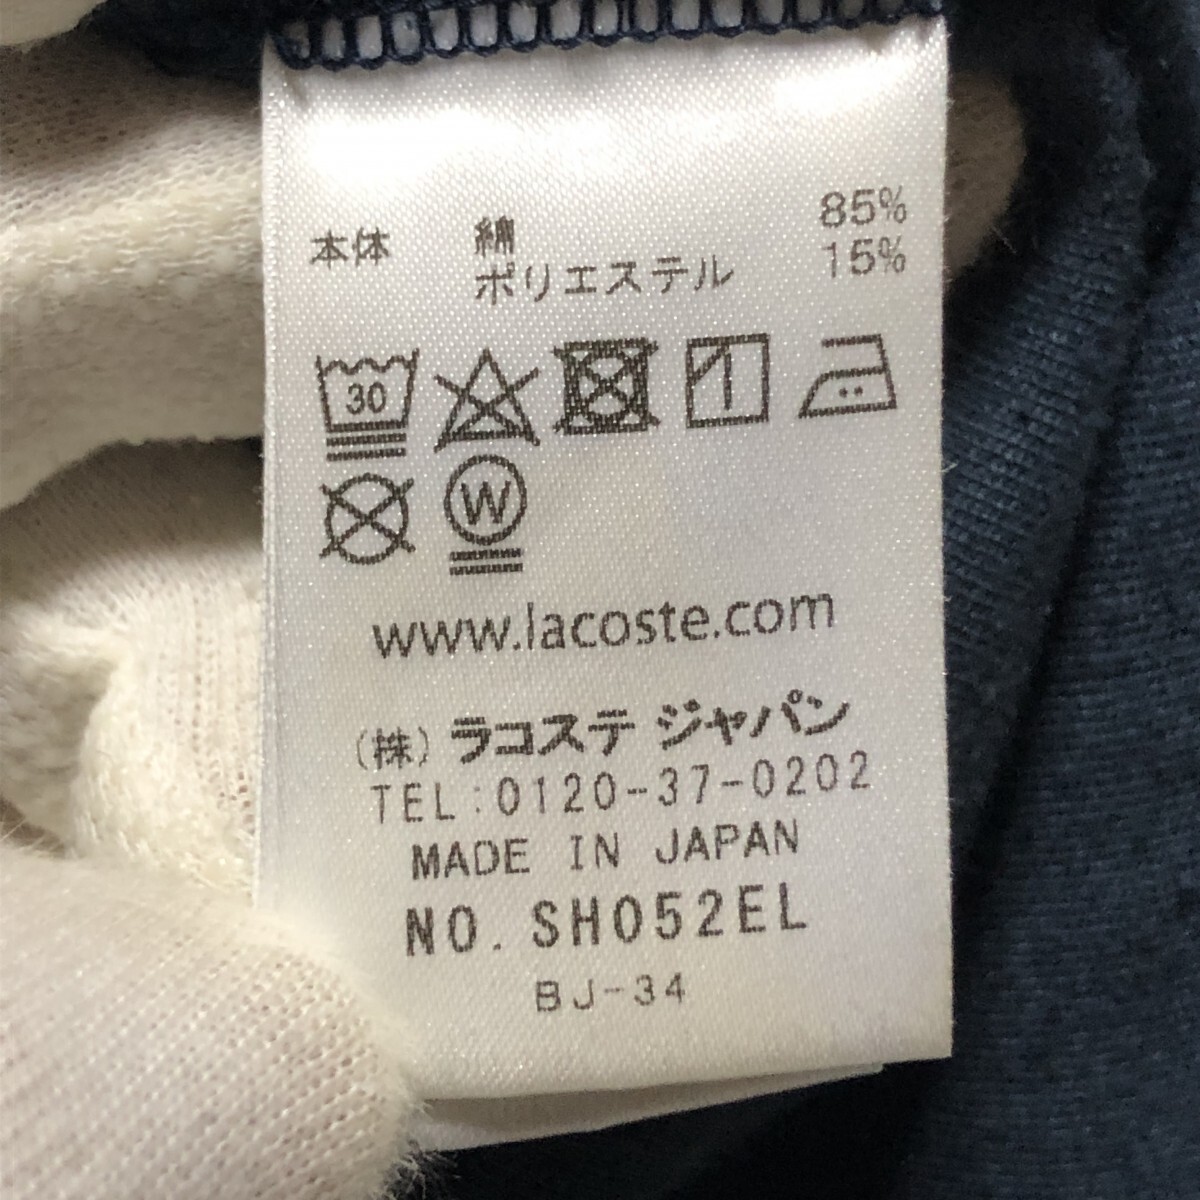 本体 綿 85%
ポリエステル 15%
30
W
www.lacoste.com
(株) ラコステ ジャパン
TEL:0120-37-0202
MADE IN JAPAN
NO. SH052EL
BJ-34